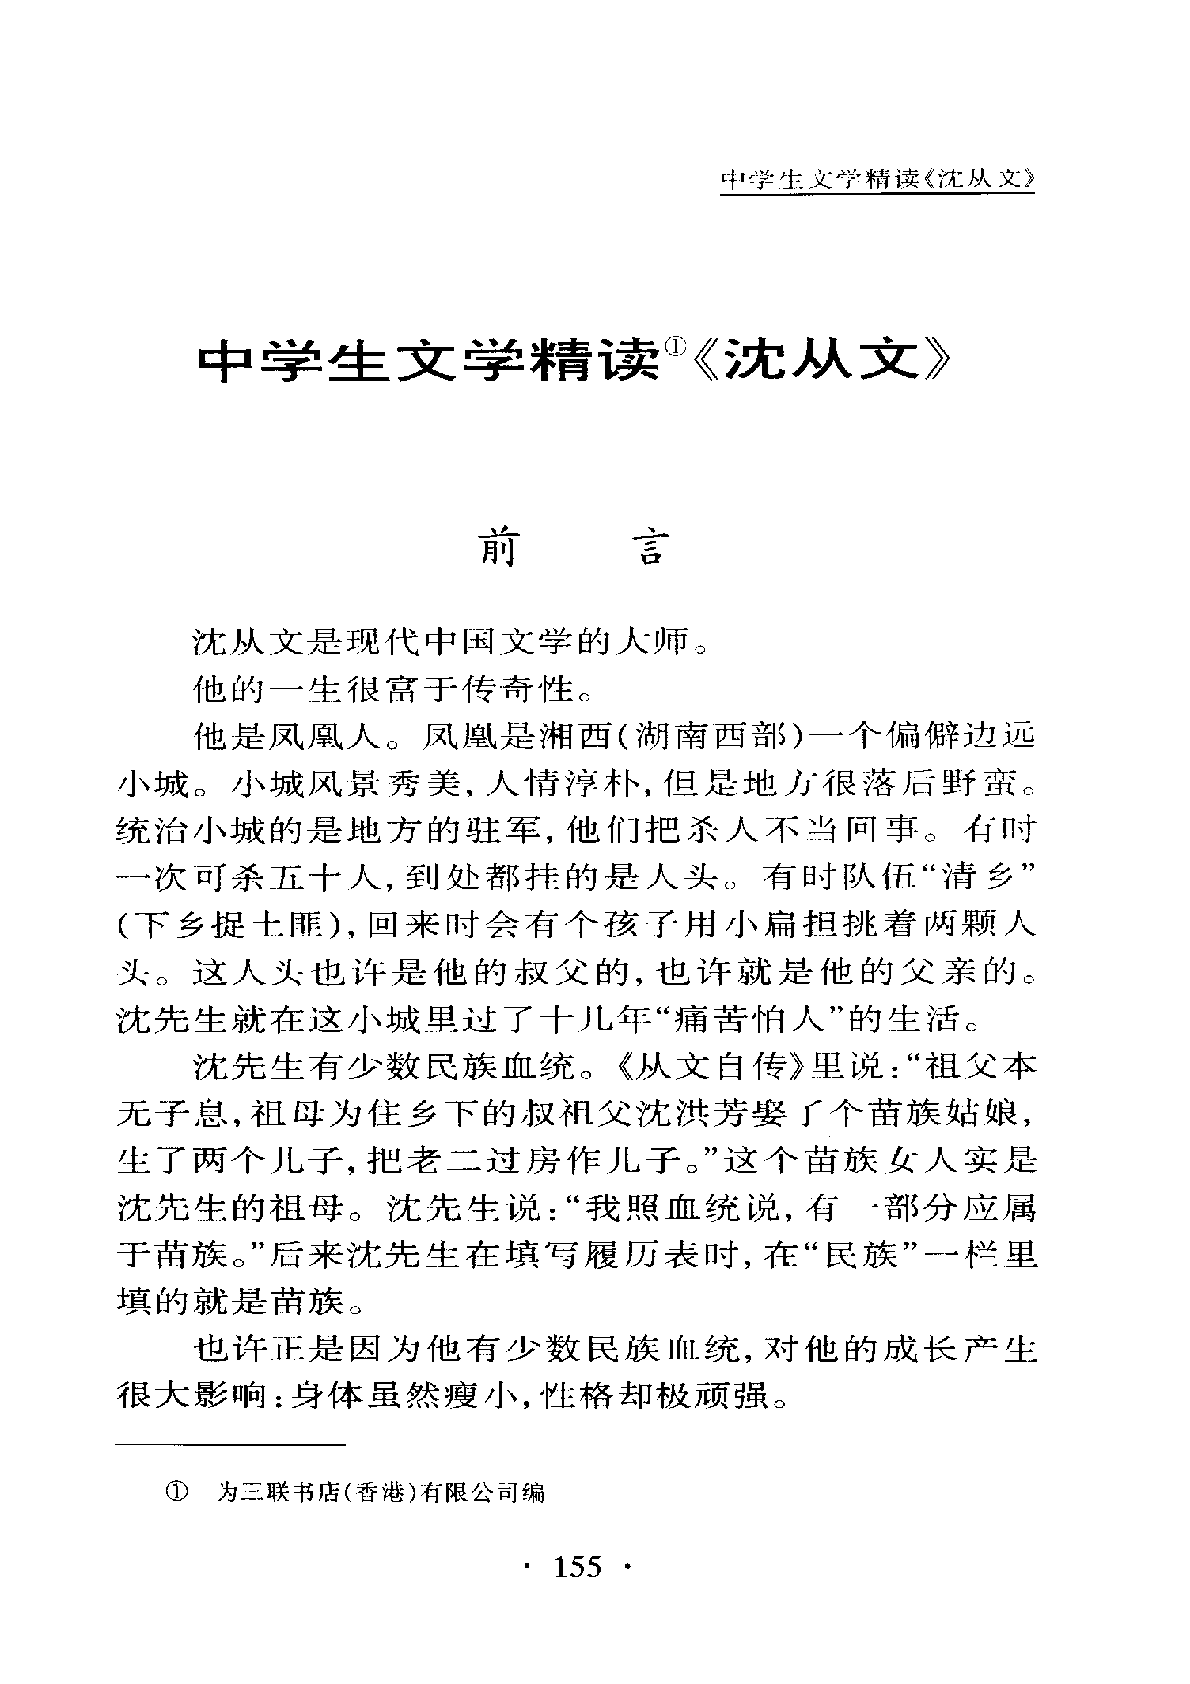 中学生文学精读《沈从文》
中学生文学精读①《沈从文》
前 言
沈从文是现代中国文学的大师。
他的一生很富于传奇性。
他是凤凰人。凤凰是湘西(湖南西部)一个偏僻边远
小城。小城风景秀美,人情淳朴,但是地方很落后野蛮。
统治小城的是地方的驻军,他们把杀人不当回事。有时
一次可杀五十人,到处都挂的是人头。有时队伍“清乡”
(下乡捉土匪),回来时会有个孩子用小扁担挑着两颗人
头。这人头也许是他的叔父的,也许就是他的父亲的。
沈先生就在这小城里过了十几年“痛苦怕人”的生活。
沈先生有少数民族血统。《从文自传》里说:“祖父本
无子息,祖母为住乡下的叔祖父沈洪芳娶了个苗族姑娘,
生了两个儿子,把老二过房作儿子。”这个苗族女人实是
沈先生的祖母。沈先生说:“我照血统说,有一部分应属
于苗族。”后来沈先生在填写履历表时,在“民族”一栏里
填的就是苗族。
也许正是因为他有少数民族血统,对他的成长产生
很大影响:身体虽然瘦小,性格却极顽强。
① 为三联书店(香港)有限公司编
· 155 ·